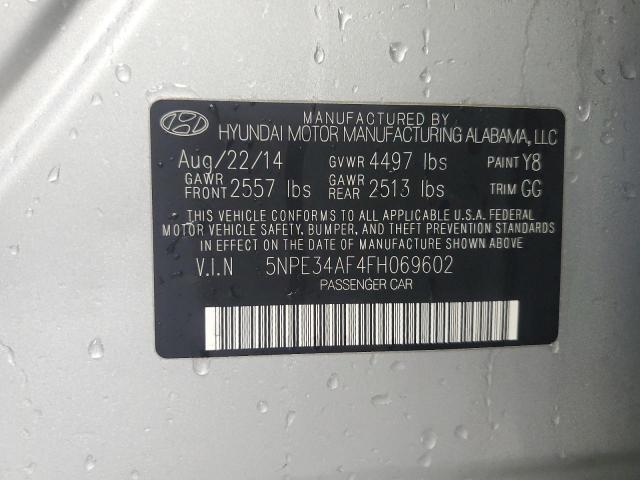 MANUFACTURED BY
HYUNDAI MOTOR MANUFACTURING ALABAMA, LLC
Aug/22/14 GVWR 4497 lbs PAINT Y8
GAWR FRONT 2557 lbs GAWR REAR 2513 lbs TRIM GG
THIS VEHICLE CONFORMS TO ALL APPLICABLE U.S.A. FEDERAL
MOTOR VEHICLE SAFETY, BUMPER, AND THEFT PREVENTION STANDARDS
IN EFFECT ON THE DATE OF MANUFACTURE SHOWN ABOVE
V.I.N 5NPE34AF4FH069602
PASSENGER CAR